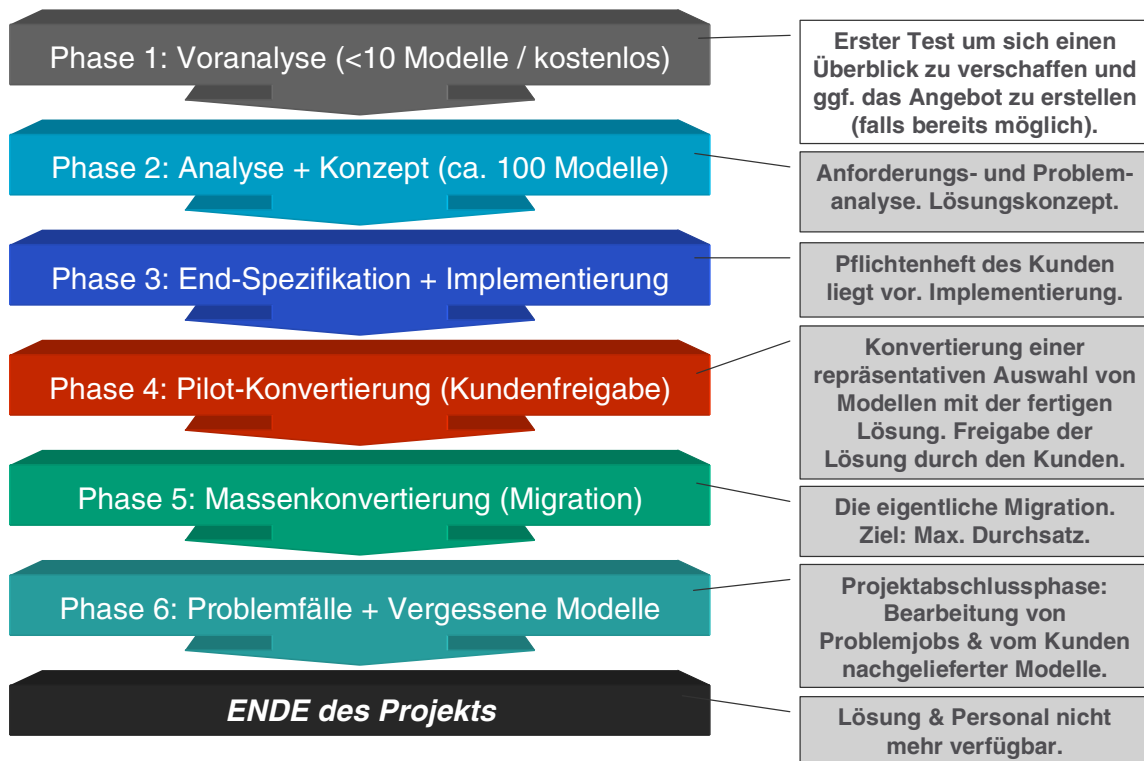 Phase 1: Voranalyse (<10 Modelle / kostenlos)
Erster Test um sich einen
Überblick zu verschaffen und
ggf. das Angebot zu erstellen
(falls bereits möglich).
Phase 2: Analyse + Konzept (ca. 100 Modelle)
Anforderungs- und Problem-
analyse. Lösungskonzept.
Phase 3: End-Spezifikation + Implementierung
Pflichtenheft des Kunden
liegt vor. Implementierung.
Phase 4: Pilot-Konvertierung (Kundenfreigabe)
Konvertierung einer
repräsentativen Auswahl von
Modellen mit der fertigen
Lösung. Freigabe der
Lösung durch den Kunden.
Phase 5: Massenkonvertierung (Migration)
Die eigentliche Migration.
Ziel: Max. Durchsatz.
Phase 6: Problemfälle + Vergessene Modelle
Projektabschlussphase:
Bearbeitung von
Problemjobs & vom Kunden
nachgelieferter Modelle.
ENDE des Projekts
Lösung & Personal nicht
mehr verfügbar.